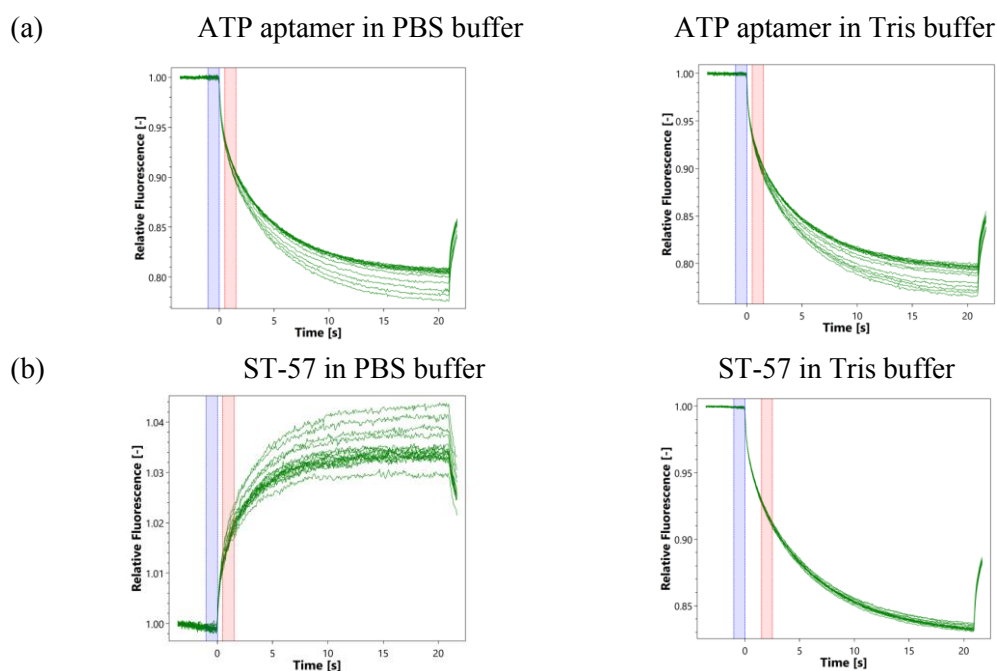 (a) ATP aptamer in PBS buffer ATP aptamer in Tris buffer
Relative Fluorescence [-]
1.00
0.95
0.90
0.85
0.80
0 5 10 15 20
Time [s]
Relative Fluorescence [-]
1.00
0.95
0.90
0.85
0.80
0 5 10 15 20
Time [s]
(b) ST-57 in PBS buffer ST-57 in Tris buffer
Relative Fluorescence [-]
1.04
1.03
1.02
1.01
1.00
0 5 10 15 20
Time [s]
Relative Fluorescence [-]
1.00
0.95
0.90
0.85
0 5 10 15 20
Time [s]